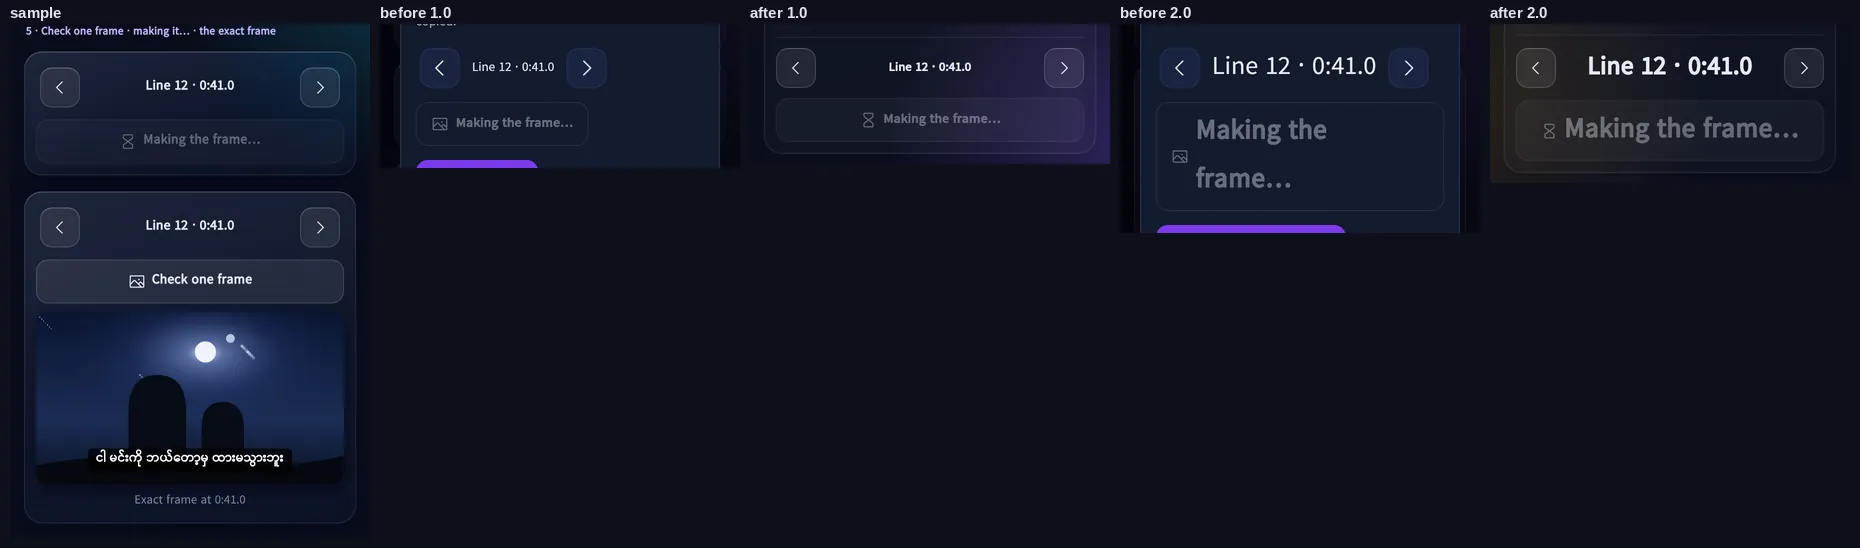 sample
5 · Check one frame · making it… · the exact frame
Line 12 · 0:41.0
Making the frame…
Line 12 · 0:41.0
Check one frame
ငါ မင်းကို ဘယ်တော့မှ ထားမသွားဘူး
Exact frame at 0:41.0
before 1.0
Line 12 · 0:41.0
Making the frame…
after 1.0
Line 12 · 0:41.0
Making the frame…
before 2.0
Line 12 · 0:41.0
Making the
frame…
after 2.0
Line 12 · 0:41.0
Making the frame…